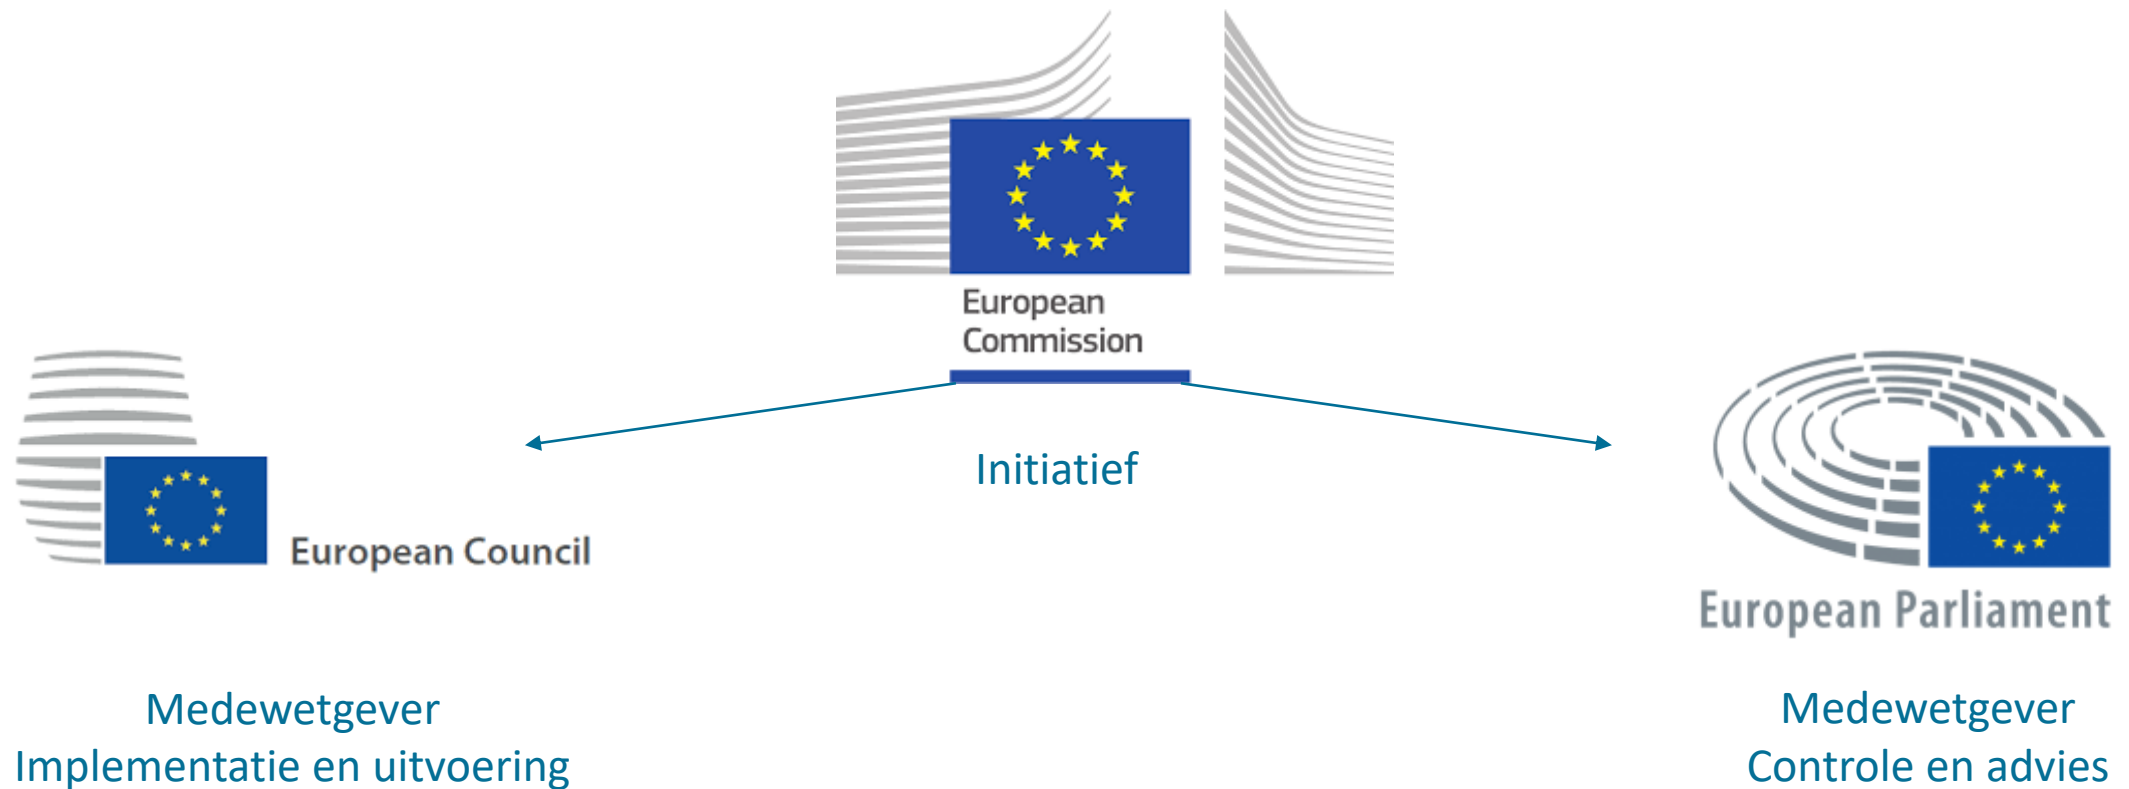 European
Commission
Initiatief
European Council
European Parliament
Medewetgever
Implementatie en uitvoering
Medewetgever
Controle en advies